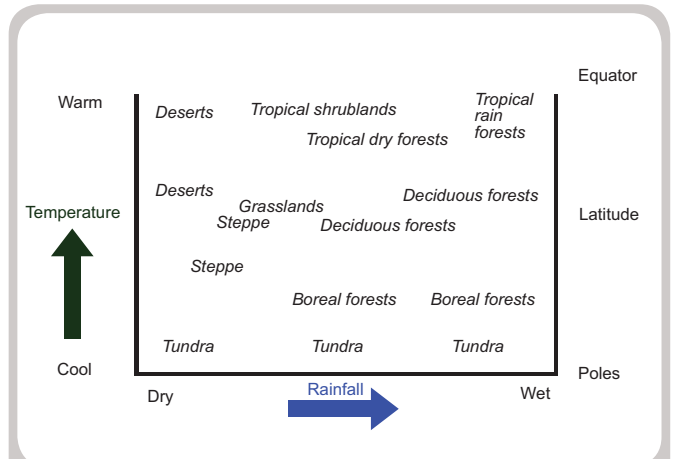 Equator
Warm
Deserts
Tropical shrublands
Tropical
rain
forests
Tropical dry forests
Deserts
Grasslands
Deciduous forests
Temperature
Steppe
Deciduous forests
Latitude
Steppe
Boreal forests
Boreal forests
Tundra
Tundra
Tundra
Cool
Poles
Dry
Rainfall
Wet